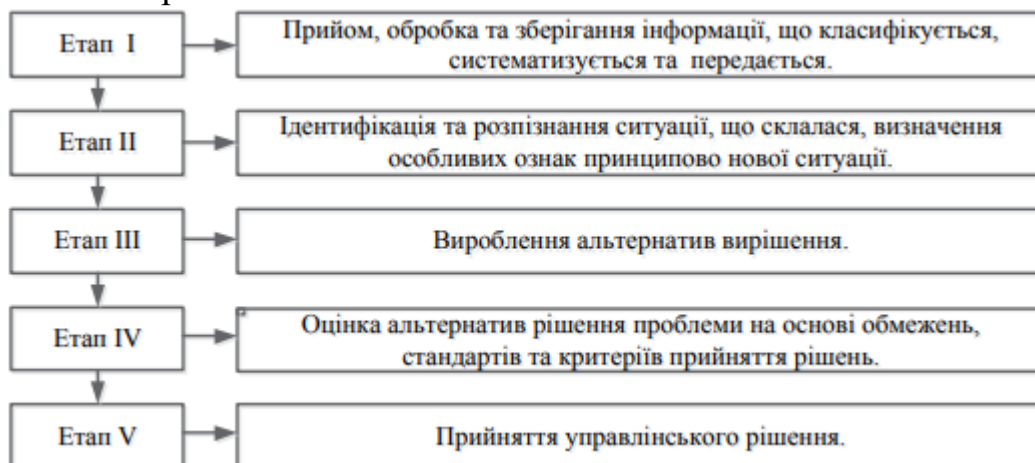 Етап I
Прийом, обробка та зберігання інформації, що класифікується,
систематизується та передається.
Етап II
Ідентифікація та розпізнання ситуації, що склалася, визначення
особливих ознак принципово нової ситуації.
Етап III
Вироблення альтернатив вирішення.
Етап IV
Оцінка альтернатив рішення проблеми на основі обмежень,
стандартів та критеріїв прийняття рішень.
Етап V
Прийняття управлінського рішення.